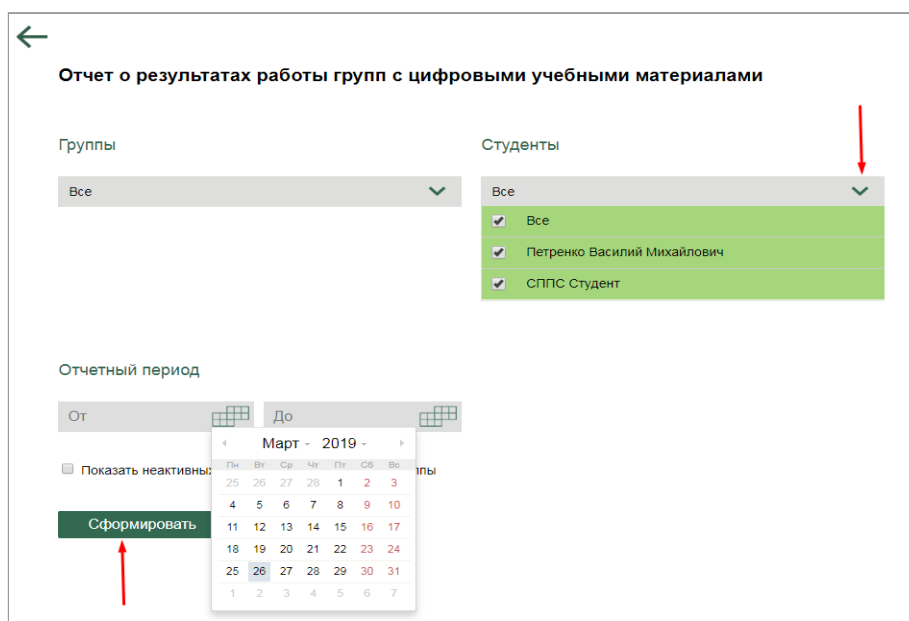 Отчет о результатах работы групп с цифровыми учебными материалами
Группы
Студенты
Все
Все
Все
Петренко Василий Михайлович
СППС Студент
Отчетный период
От
До
Март 2019
Пн Вт Ср Чт Пт Сб Вс
25 26 27 28 1 2 3
4 5 6 7 8 9 10
11 12 13 14 15 16 17
18 19 20 21 22 23 24
25 26 27 28 29 30 31
1 2 3 4 5 6 7
Показать неактивных
Сформировать